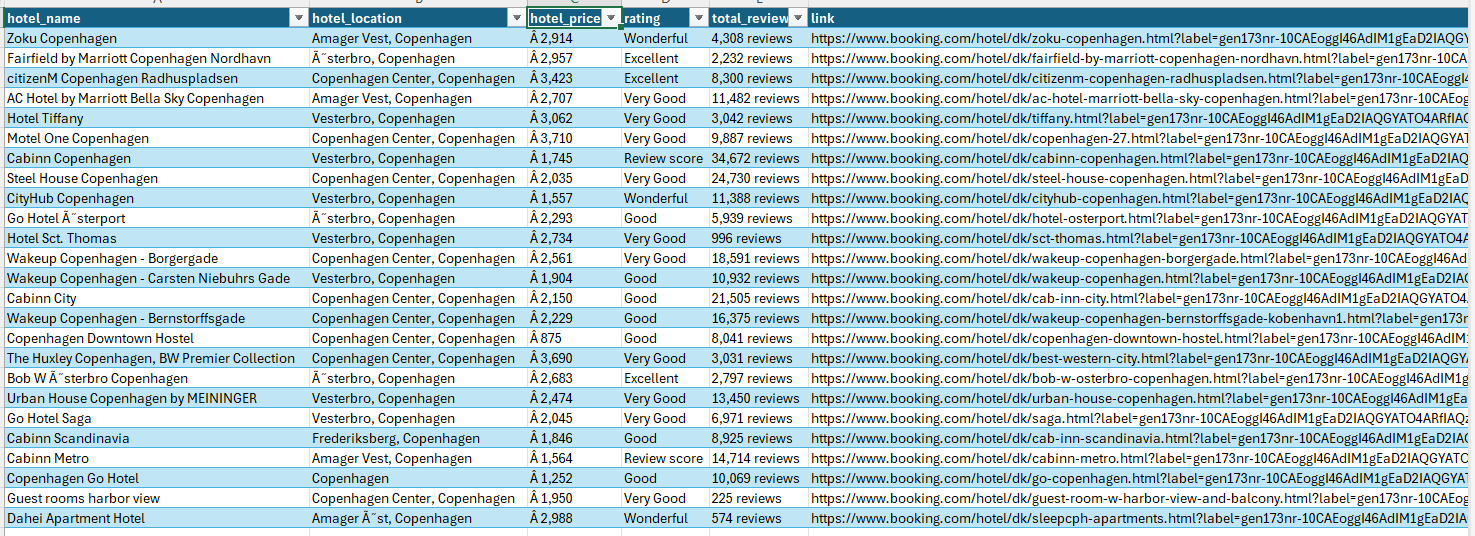 hotel_name hotel_location hotel_price rating total_review link
Zoku Copenhagen Amager Vest, Copenhagen Â 2,914 Wonderful 4,308 reviews https://www.booking.com/hotel/dk/zoku-copenhagen.html?label=gen173nr-10CAEoggI46AdIM1gEaD2IAQGY
Fairfield by Marriott Copenhagen Nordhavn Ã˜sterbro, Copenhagen Â 2,957 Excellent 2,232 reviews https://www.booking.com/hotel/dk/fairfield-by-marriott-copenhagen-nordhavn.html?label=gen173nr-10CA
citizenM Copenhagen Radhuspladsen Copenhagen Center, Copenhagen Â 3,423 Excellent 8,300 reviews https://www.booking.com/hotel/dk/citizenm-copenhagen-radhuspladsen.html?label=gen173nr-10CAEoggI4
AC Hotel by Marriott Bella Sky Copenhagen Amager Vest, Copenhagen Â 2,707 Very Good 11,482 reviews https://www.booking.com/hotel/dk/ac-hotel-marriott-bella-sky-copenhagen.html?label=gen173nr-10CAEog
Hotel Tiffany Vesterbro, Copenhagen Â 3,062 Very Good 3,042 reviews https://www.booking.com/hotel/dk/tiffany.html?label=gen173nr-10CAEoggI46AdIM1gEaD2IAQGYATO4ARfIAQ
Motel One Copenhagen Copenhagen Center, Copenhagen Â 3,710 Very Good 9,887 reviews https://www.booking.com/hotel/dk/copenhagen-27.html?label=gen173nr-10CAEoggI46AdIM1gEaD2IAQGYAT
Cabinn Copenhagen Vesterbro, Copenhagen Â 1,745 Review score 34,672 reviews https://www.booking.com/hotel/dk/cabinn-copenhagen.html?label=gen173nr-10CAEoggI46AdIM1gEaD2IAQ
Steel House Copenhagen Copenhagen Center, Copenhagen Â 2,035 Very Good 24,730 reviews https://www.booking.com/hotel/dk/steel-house-copenhagen.html?label=gen173nr-10CAEoggI46AdIM1gEaD
CityHub Copenhagen Vesterbro, Copenhagen Â 1,557 Wonderful 11,388 reviews https://www.booking.com/hotel/dk/cityhub-copenhagen.html?label=gen173nr-10CAEoggI46AdIM1gEaD2IAQ
Go Hotel Ã˜sterport Ã˜sterbro, Copenhagen Â 2,293 Good 5,939 reviews https://www.booking.com/hotel/dk/hotel-osterport.html?label=gen173nr-10CAEoggI46AdIM1gEaD2IAQGYAT
Hotel Sct. Thomas Vesterbro, Copenhagen Â 2,734 Very Good 996 reviews https://www.booking.com/hotel/dk/sct-thomas.html?label=gen173nr-10CAEoggI46AdIM1gEaD2IAQGYATO4A
Wakeup Copenhagen - Borgergade Copenhagen Center, Copenhagen Â 2,561 Very Good 18,591 reviews https://www.booking.com/hotel/dk/wakeup-copenhagen-borgergade.html?label=gen173nr-10CAEoggI46Ad
Wakeup Copenhagen - Carsten Niebuhrs Gade Vesterbro, Copenhagen Â 1,904 Good 10,932 reviews https://www.booking.com/hotel/dk/wakeup-copenhagen.html?label=gen173nr-10CAEoggI46AdIM1gEaD2IA
Cabinn City Copenhagen Center, Copenhagen Â 2,150 Good 21,505 reviews https://www.booking.com/hotel/dk/cab-inn-city.html?label=gen173nr-10CAEoggI46AdIM1gEaD2IAQGYATO4
Wakeup Copenhagen - Bernstorffsgade Copenhagen Center, Copenhagen Â 2,229 Good 16,375 reviews https://www.booking.com/hotel/dk/wakeup-copenhagen-bernstorffsgade-kobenhavn1.html?label=gen173n
Copenhagen Downtown Hostel Copenhagen Center, Copenhagen Â 875 Good 8,041 reviews https://www.booking.com/hotel/dk/copenhagen-downtown-hostel.html?label=gen173nr-10CAEoggI46AdIM1g
The Huxley Copenhagen, BW Premier Collection Copenhagen Center, Copenhagen Â 3,690 Very Good 3,031 reviews https://www.booking.com/hotel/dk/best-western-city.html?label=gen173nr-10CAEoggI46AdIM1gEaD2IAQGY
Bob W Ã˜sterbro Copenhagen Ã˜sterbro, Copenhagen Â 2,683 Excellent 2,797 reviews https://www.booking.com/hotel/dk/bob-w-osterbro-copenhagen.html?label=gen173nr-10CAEoggI46AdIM1g
Urban House Copenhagen by MEININGER Vesterbro, Copenhagen Â 2,474 Very Good 13,450 reviews https://www.booking.com/hotel/dk/urban-house-copenhagen.html?label=gen173nr-10CAEoggI46AdIM1gEa
Go Hotel Saga Vesterbro, Copenhagen Â 2,045 Very Good 6,971 reviews https://www.booking.com/hotel/dk/saga.html?label=gen173nr-10CAEoggI46AdIM1gEaD2IAQGYATO4ARfIAQ
Cabinn Scandinavia Frederiksberg, Copenhagen Â 1,846 Good 8,925 reviews https://www.booking.com/hotel/dk/cab-inn-scandinavia.html?label=gen173nr-10CAEoggI46AdIM1gEaD2IAQ
Cabinn Metro Amager Vest, Copenhagen Â 1,564 Review score 14,714 reviews https://www.booking.com/hotel/dk/cabinn-metro.html?label=gen173nr-10CAEoggI46AdIM1gEaD2IAQGYATO
Copenhagen Go Hotel Copenhagen Â 1,252 Good 10,069 reviews https://www.booking.com/hotel/dk/go-copenhagen.html?label=gen173nr-10CAEoggI46AdIM1gEaD2IAQGYA
Guest rooms harbor view Copenhagen Center, Copenhagen Â 1,950 Very Good 225 reviews https://www.booking.com/hotel/dk/guest-room-w-harbor-view-and-balcony.html?label=gen173nr-10CAEog
Dahei Apartment Hotel Amager Ã˜st, Copenhagen Â 2,988 Wonderful 574 reviews https://www.booking.com/hotel/dk/sleepcph-apartments.html?label=gen173nr-10CAEoggI46AdIM1gEaD2IAQ